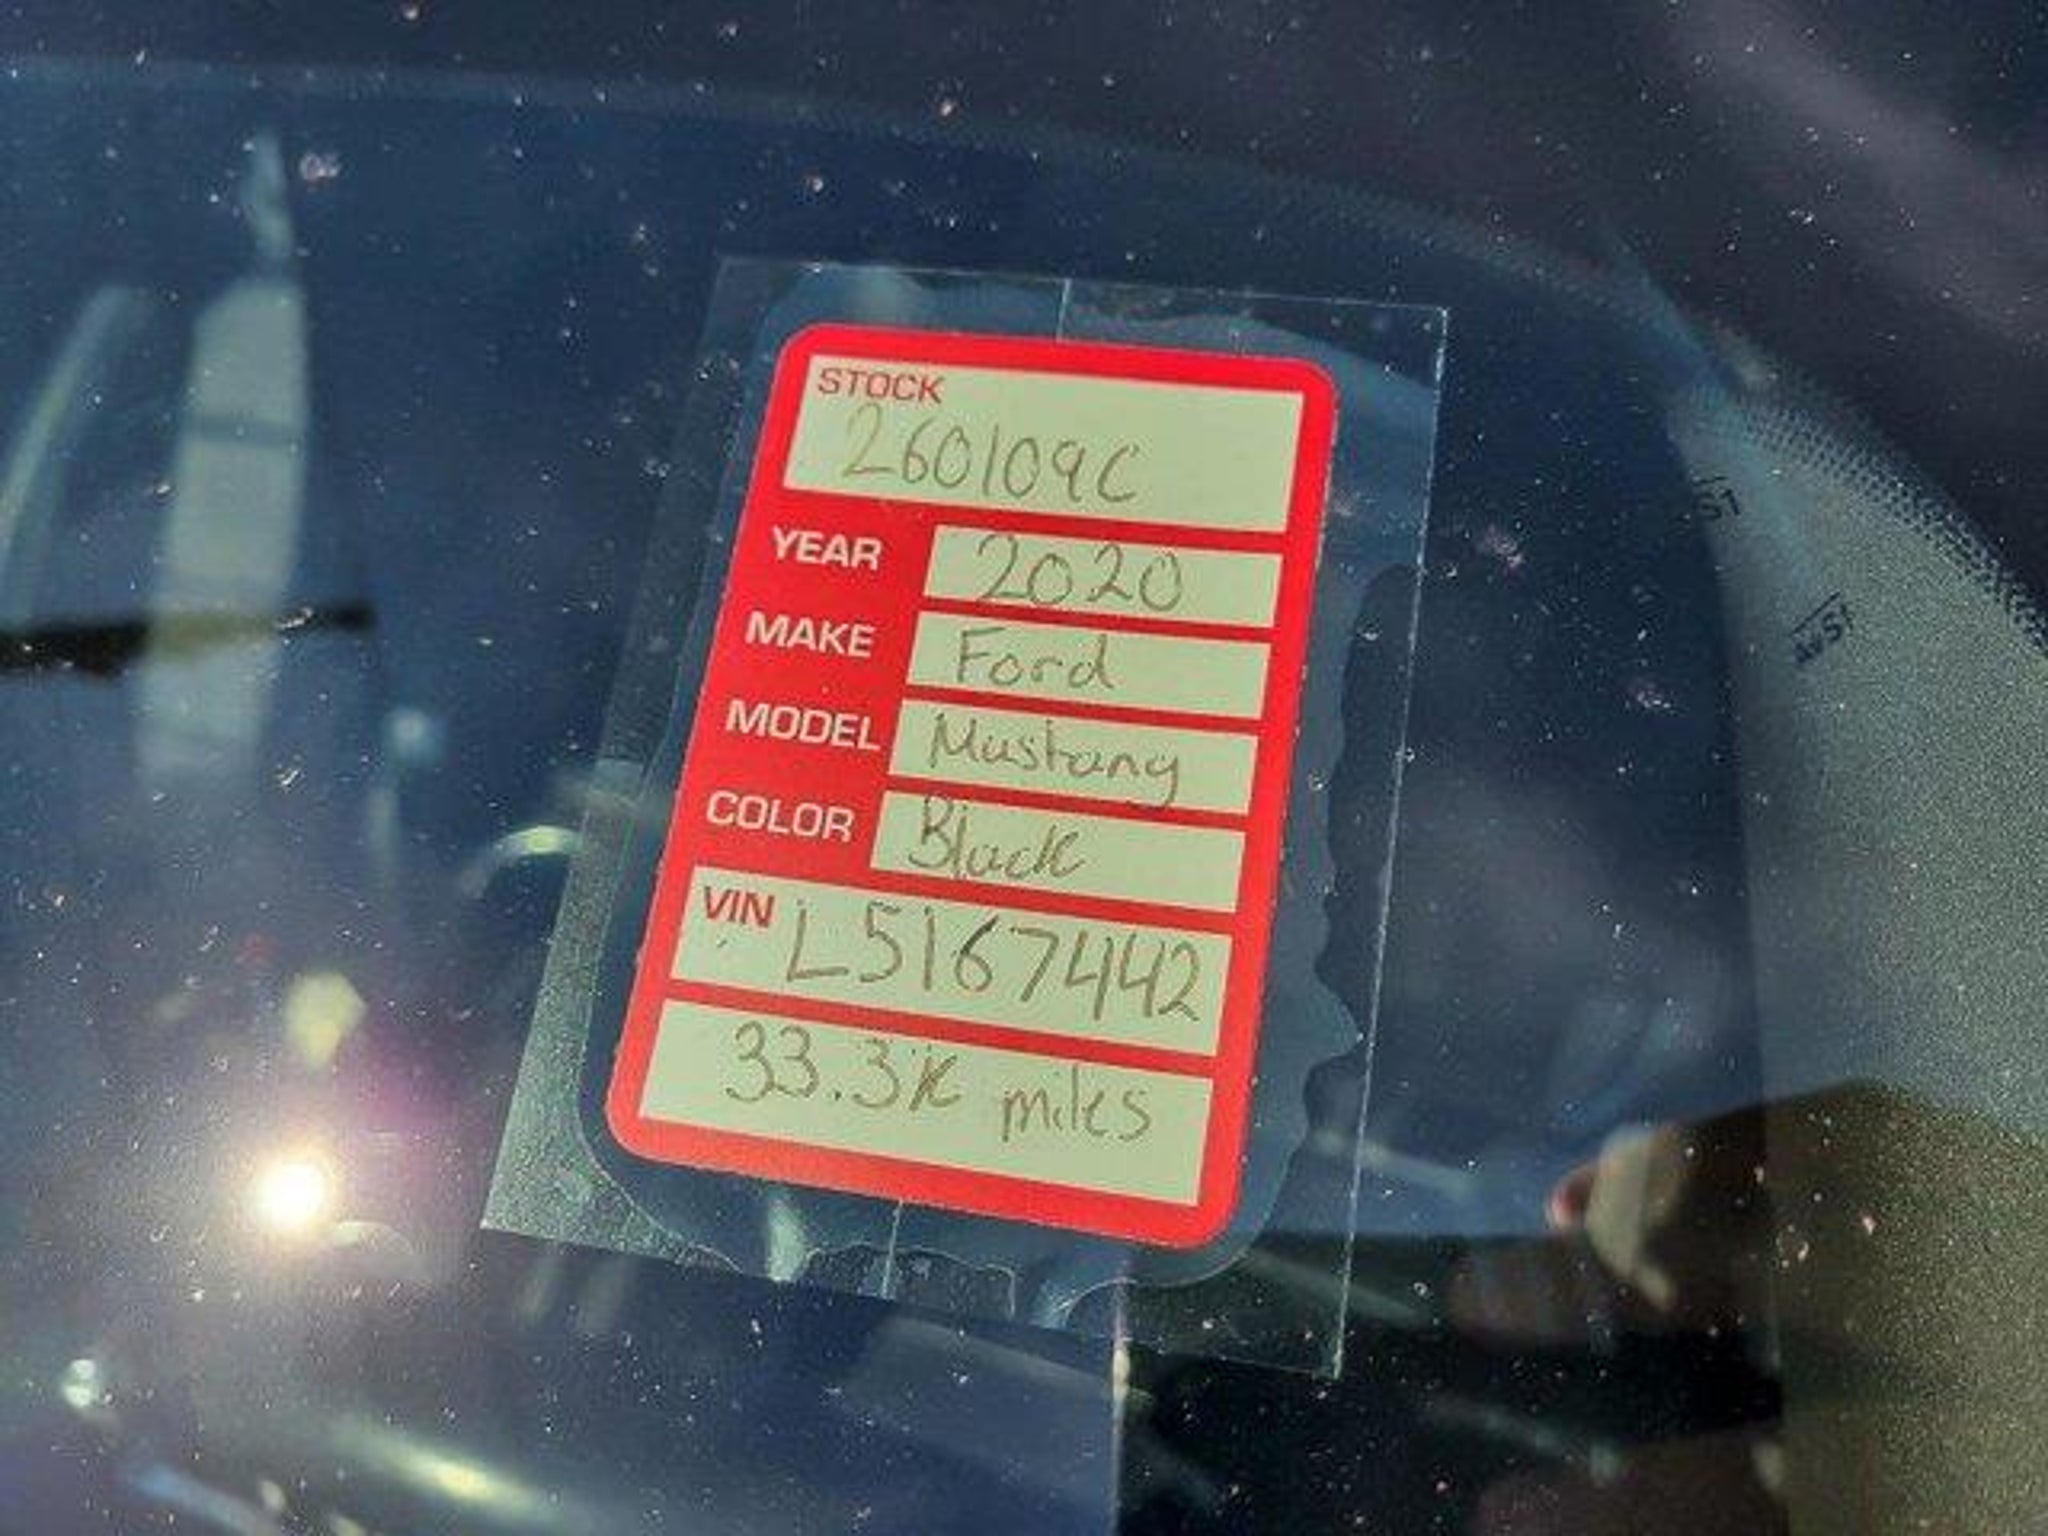 STOCK
260109C
YEAR 2020
MAKE Ford
MODEL Mustang
COLOR Black
VIN L5167442
33.3K miles